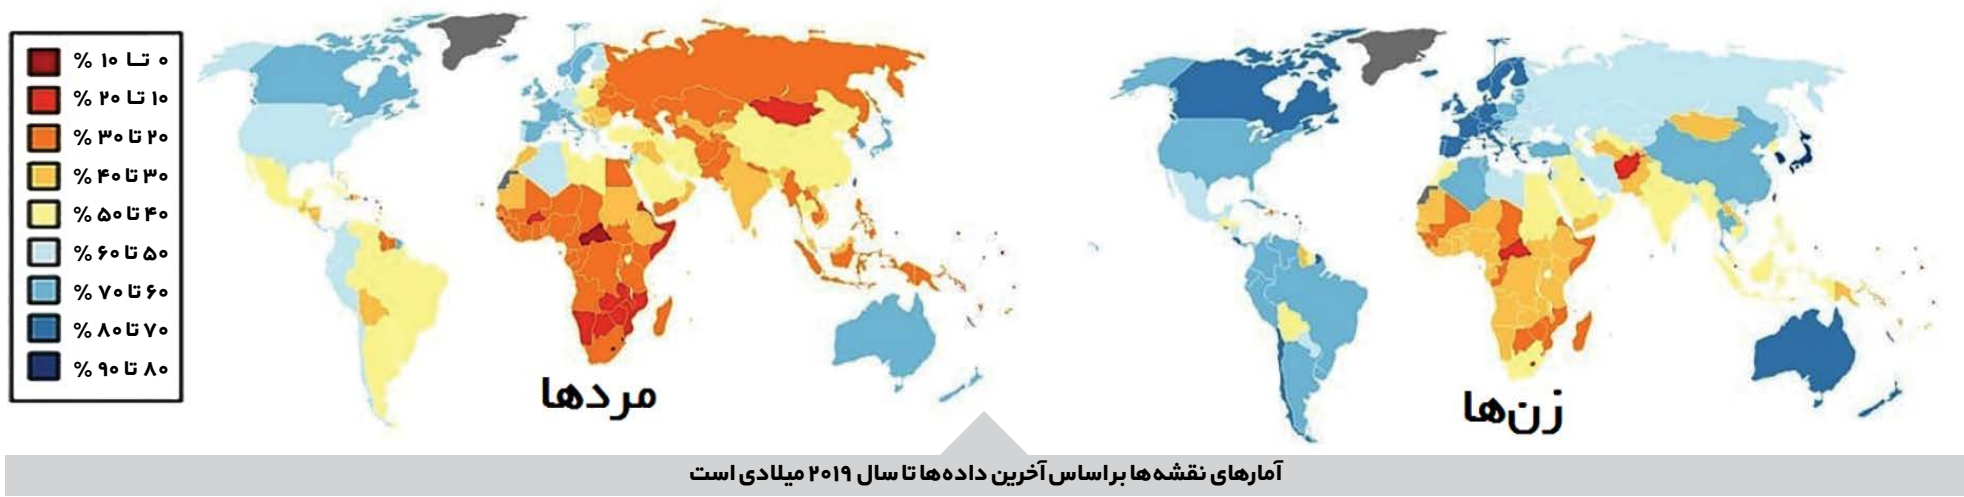 ۰ تا ۱۰ %
۱۰ تا ۲۰ %
۲۰ تا ۳۰ %
۳۰ تا ۴۰ %
۴۰ تا ۵۰ %
۵۰ تا ۶۰ %
۶۰ تا ۷۰ %
۷۰ تا ۸۰ %
۸۰ تا ۹۰ %
مردها
زن‌ها
آمارهای نقشه‌ها براساس آخرین داده‌ها تا سال ۲۰۱۹ میلادی است